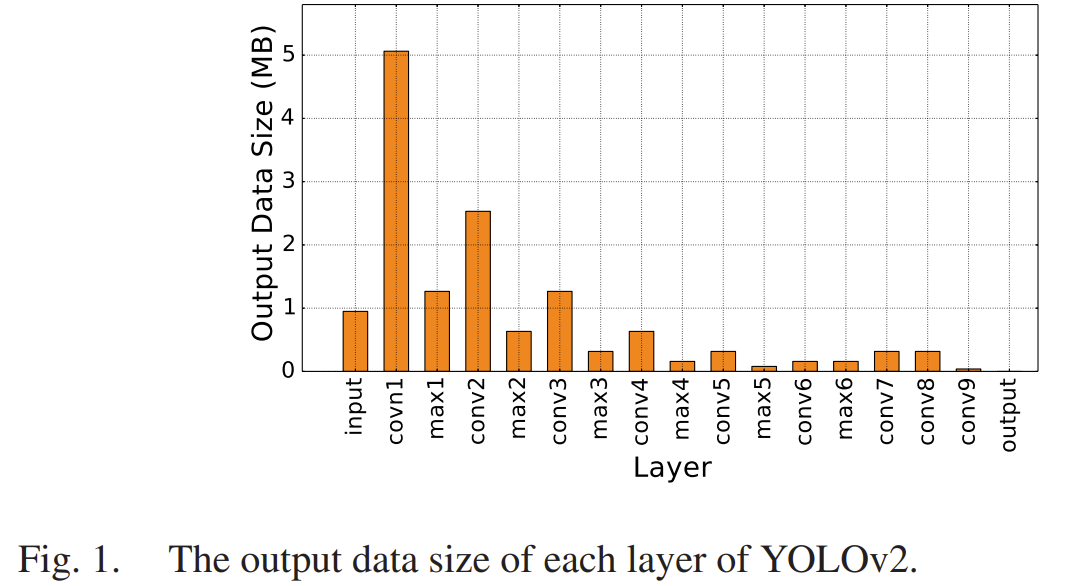 Output Data Size (MB)
5
4
3
2
1
0
input
covn1
max1
conv2
max2
conv3
max3
conv4
max4
conv5
max5
conv6
max6
conv7
conv8
conv9
output
Layer
Fig. 1. The output data size of each layer of YOLOv2.